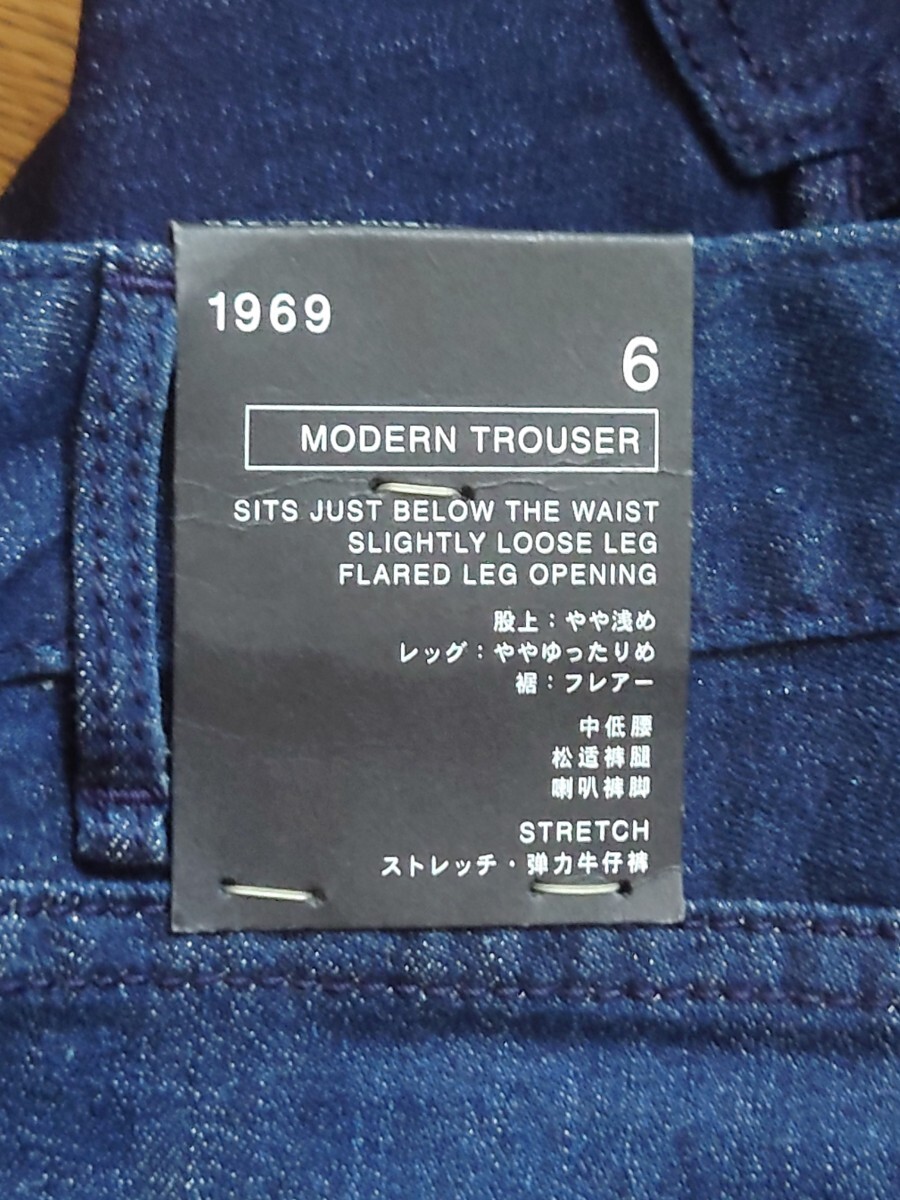 1969
6
MODERN TROUSER
SITS JUST BELOW THE WAIST
SLIGHTLY LOOSE LEG
FLARED LEG OPENING
股上：やや浅め
レッグ：ややゆったりめ
裾：フレアー
中低腰
松适裤腿
喇叭裤脚
STRETCH
ストレッチ・弹力牛仔裤